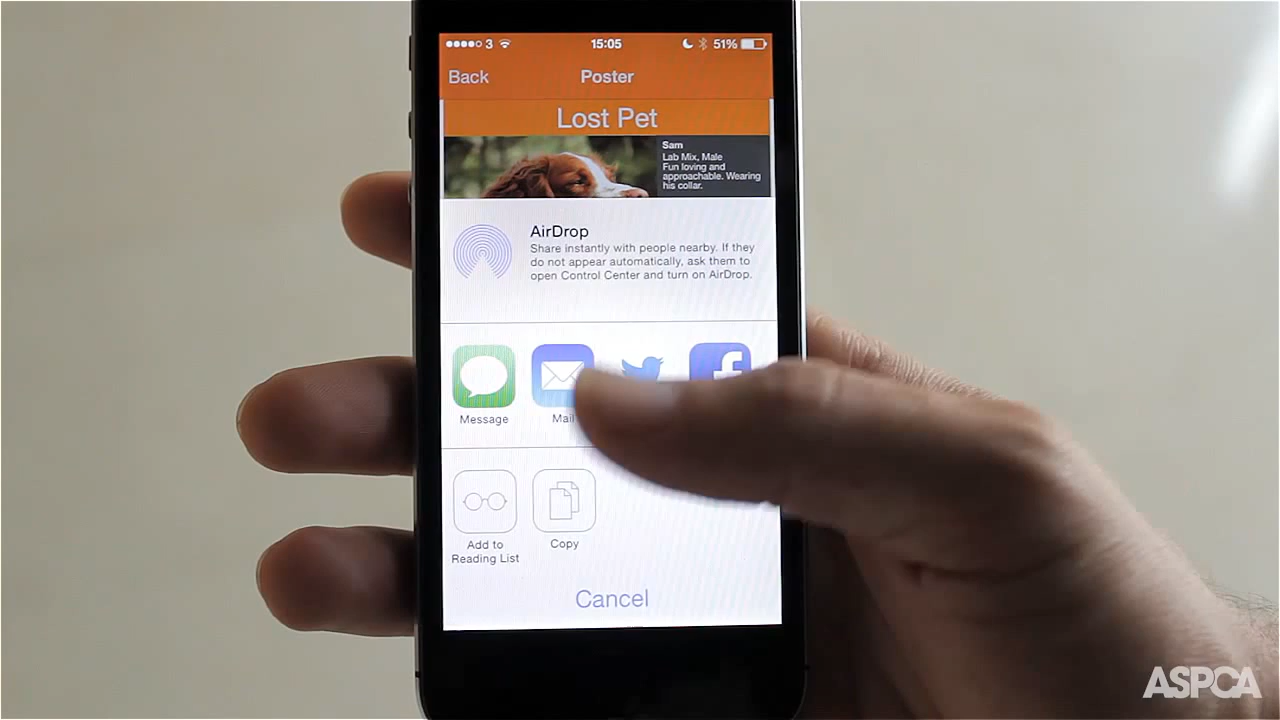 3 15:05 51%
Back Poster
Lost Pet
Sam
Lab Mix, Male
Fun loving and
approachable. Wearing
his collar.
AirDrop
Share instantly with people nearby. If they
do not appear automatically, ask them to
open Control Center and turn on AirDrop.
Message Mail
Add to
Reading List
Copy
Cancel
ASPCA